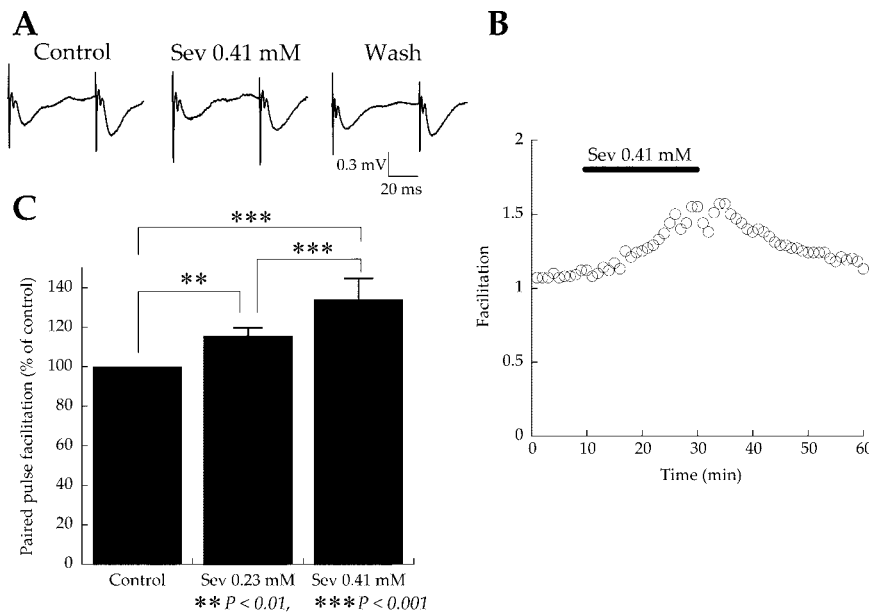 A
Control
Sev 0.41 mM
Wash
0.3 mV
20 ms
B
2
1.5
1
0.5
0
Facilitation
Sev 0.41 mM
0
10
20
30
40
50
60
Time (min)
C
***
**
***
140
120
100
80
60
40
20
0
Paired pulse facilitation (% of control)
Control
Sev 0.23 mM
Sev 0.41 mM
** P < 0.01,
*** P < 0.001